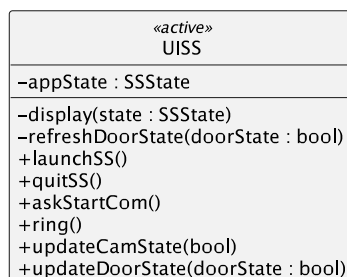 «active»
UISS
–appState : SSState
–display(state : SSState)
–refreshDoorState(doorState : bool)
+launchSS()
+quitSS()
+askStartCom()
+ring()
+updateCamState(bool)
+updateDoorState(doorState : bool)